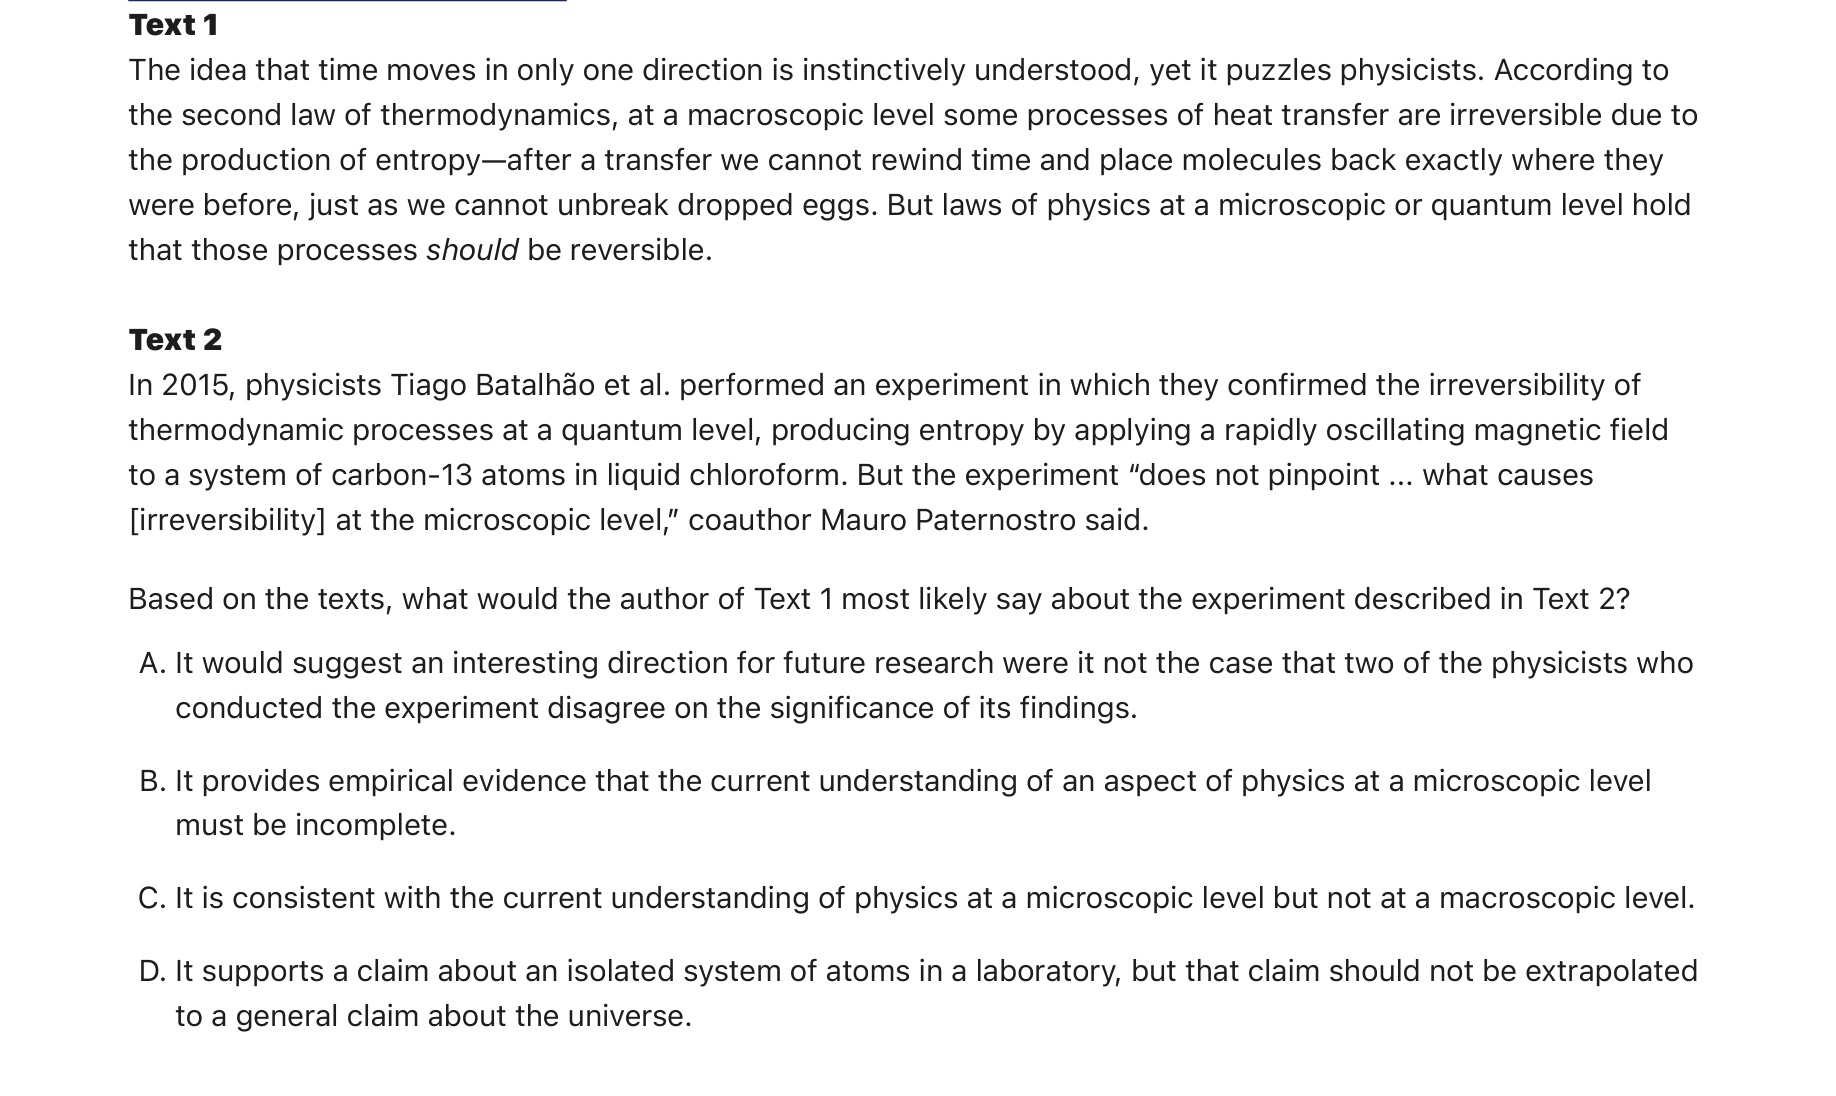 Text 1
The idea that time moves in only one direction is instinctively understood, yet it puzzles physicists. According to
the second law of thermodynamics, at a macroscopic level some processes of heat transfer are irreversible due to
the production of entropy—after a transfer we cannot rewind time and place molecules back exactly where they
were before, just as we cannot unbreak dropped eggs. But laws of physics at a microscopic or quantum level hold
that those processes should be reversible.
Text 2
In 2015, physicists Tiago Batalhão et al. performed an experiment in which they confirmed the irreversibility of
thermodynamic processes at a quantum level, producing entropy by applying a rapidly oscillating magnetic field
to a system of carbon-13 atoms in liquid chloroform. But the experiment “does not pinpoint ... what causes
[irreversibility] at the microscopic level,” coauthor Mauro Paternostro said.
Based on the texts, what would the author of Text 1 most likely say about the experiment described in Text 2?
A. It would suggest an interesting direction for future research were it not the case that two of the physicists who
conducted the experiment disagree on the significance of its findings.
B. It provides empirical evidence that the current understanding of an aspect of physics at a microscopic level
must be incomplete.
C. It is consistent with the current understanding of physics at a microscopic level but not at a macroscopic level.
D. It supports a claim about an isolated system of atoms in a laboratory, but that claim should not be extrapolated
to a general claim about the universe.